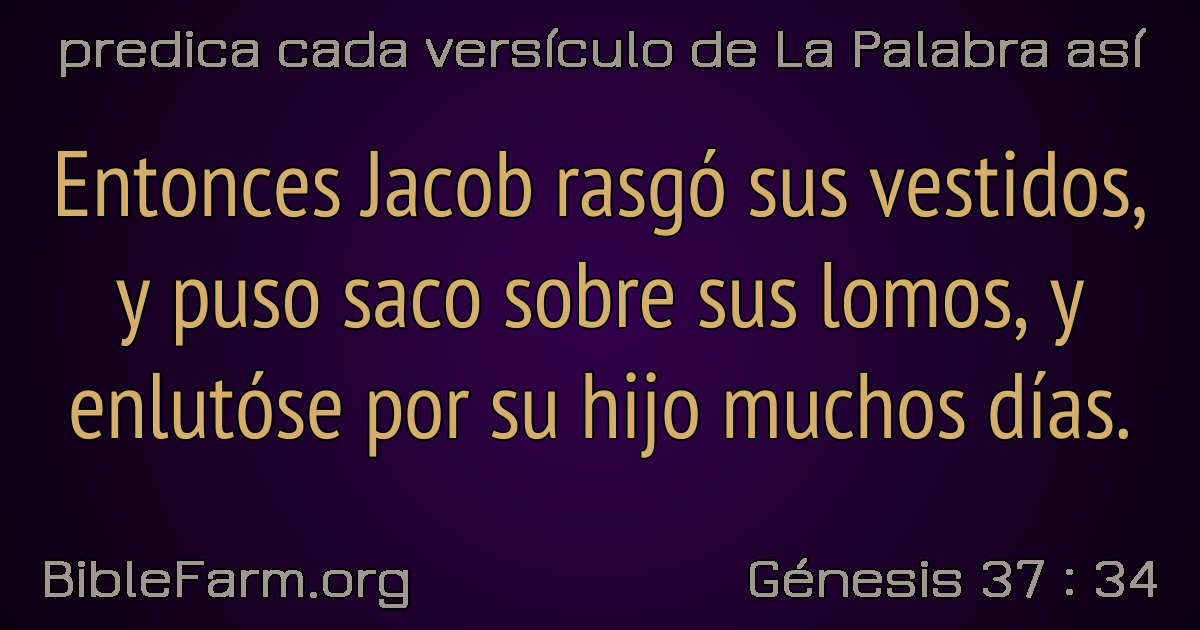 predica cada versículo de La Palabra así
Entonces Jacob rasgó sus vestidos,
y puso saco sobre sus lomos, y
enlutóse por su hijo muchos días.
BibleFarm.org
Génesis 37 : 34